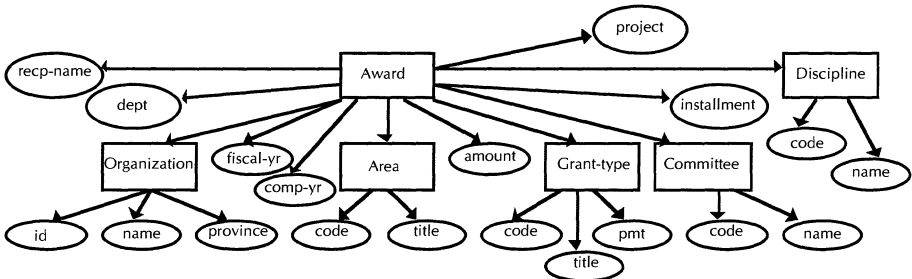 project
recp-name
Award
Discipline
dept
installment
Organization
fiscal-yr
comp-yr
Area
amount
Grant-type
Committee
code
name
id
name
province
code
title
code
title
pmt
code
name